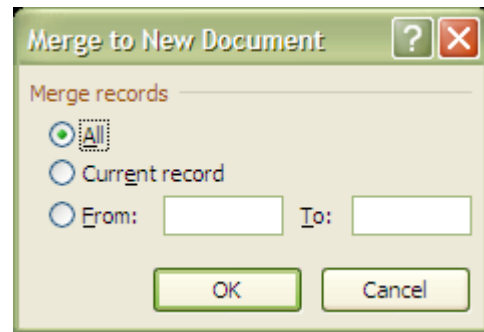 Merge to New Document
Merge records
All
Current record
From: To:
OK Cancel